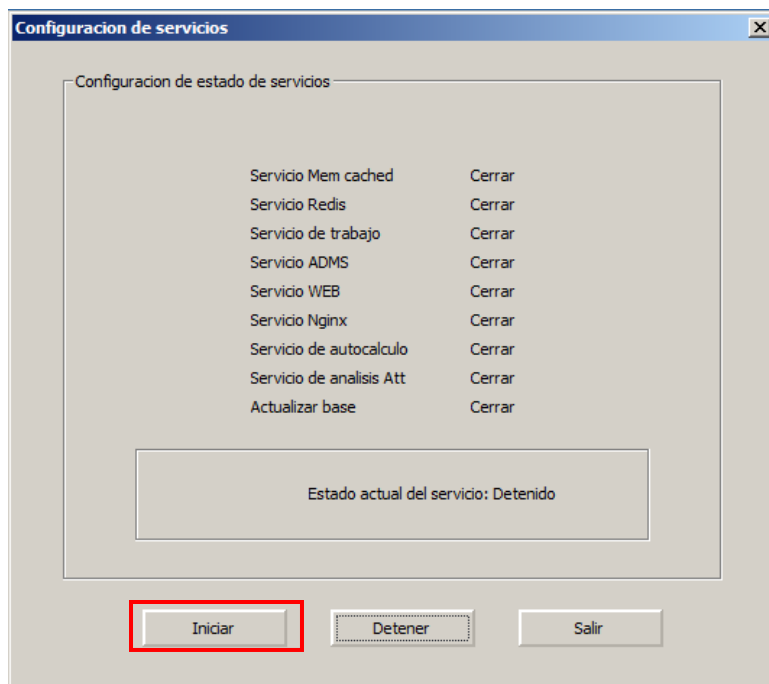 Configuracion de servicios
Configuracion de estado de servicios
Servicio Mem cached Cerrar
Servicio Redis Cerrar
Servicio de trabajo Cerrar
Servicio ADMS Cerrar
Servicio WEB Cerrar
Servicio Nginx Cerrar
Servicio de autocalculo Cerrar
Servicio de analisis Att Cerrar
Actualizar base Cerrar
Estado actual del servicio: Detenido
Iniciar Detener Salir